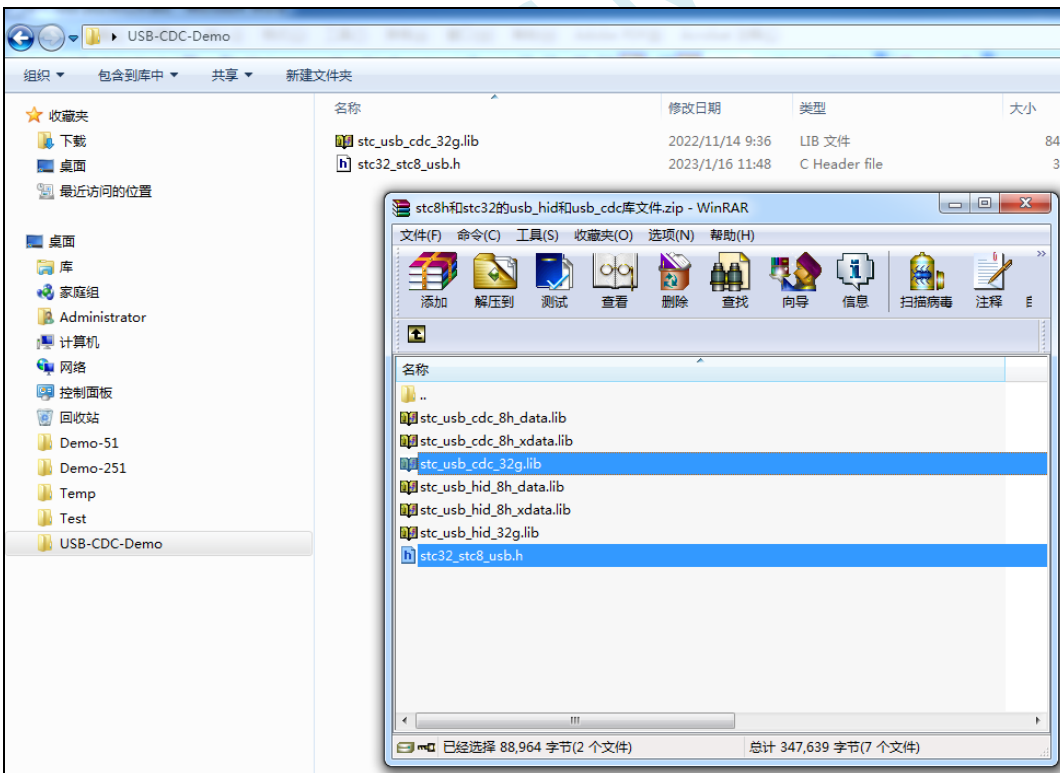 USB-CDC-Demo
组织 包含到库中 共享 新建文件夹
收藏夹
下载
桌面
最近访问的位置
桌面
库
家庭组
Administrator
计算机
网络
控制面板
回收站
Demo-51
Demo-251
Temp
Test
USB-CDC-Demo
名称 修改日期 类型 大小
stc_usb_cdc_32g.lib 2022/11/14 9:36 LIB 文件 84
stc32_stc8_usb.h 2023/1/16 11:48 C Header file 3
stc8h和stc32的usb_hid和usb_cdc库文件.zip - WinRAR
文件(F) 命令(C) 工具(S) 收藏夹(O) 选项(N) 帮助(H)
添加 解压到 测试 查看 删除 查找 向导 信息 扫描病毒 注释
名称
..
stc_usb_cdc_8h_data.lib
stc_usb_cdc_8h_xdata.lib
stc_usb_cdc_32g.lib
stc_usb_hid_8h_data.lib
stc_usb_hid_8h_xdata.lib
stc_usb_hid_32g.lib
stc32_stc8_usb.h
已经选择 88,964 字节(2 个文件) 总计 347,639 字节(7 个文件)